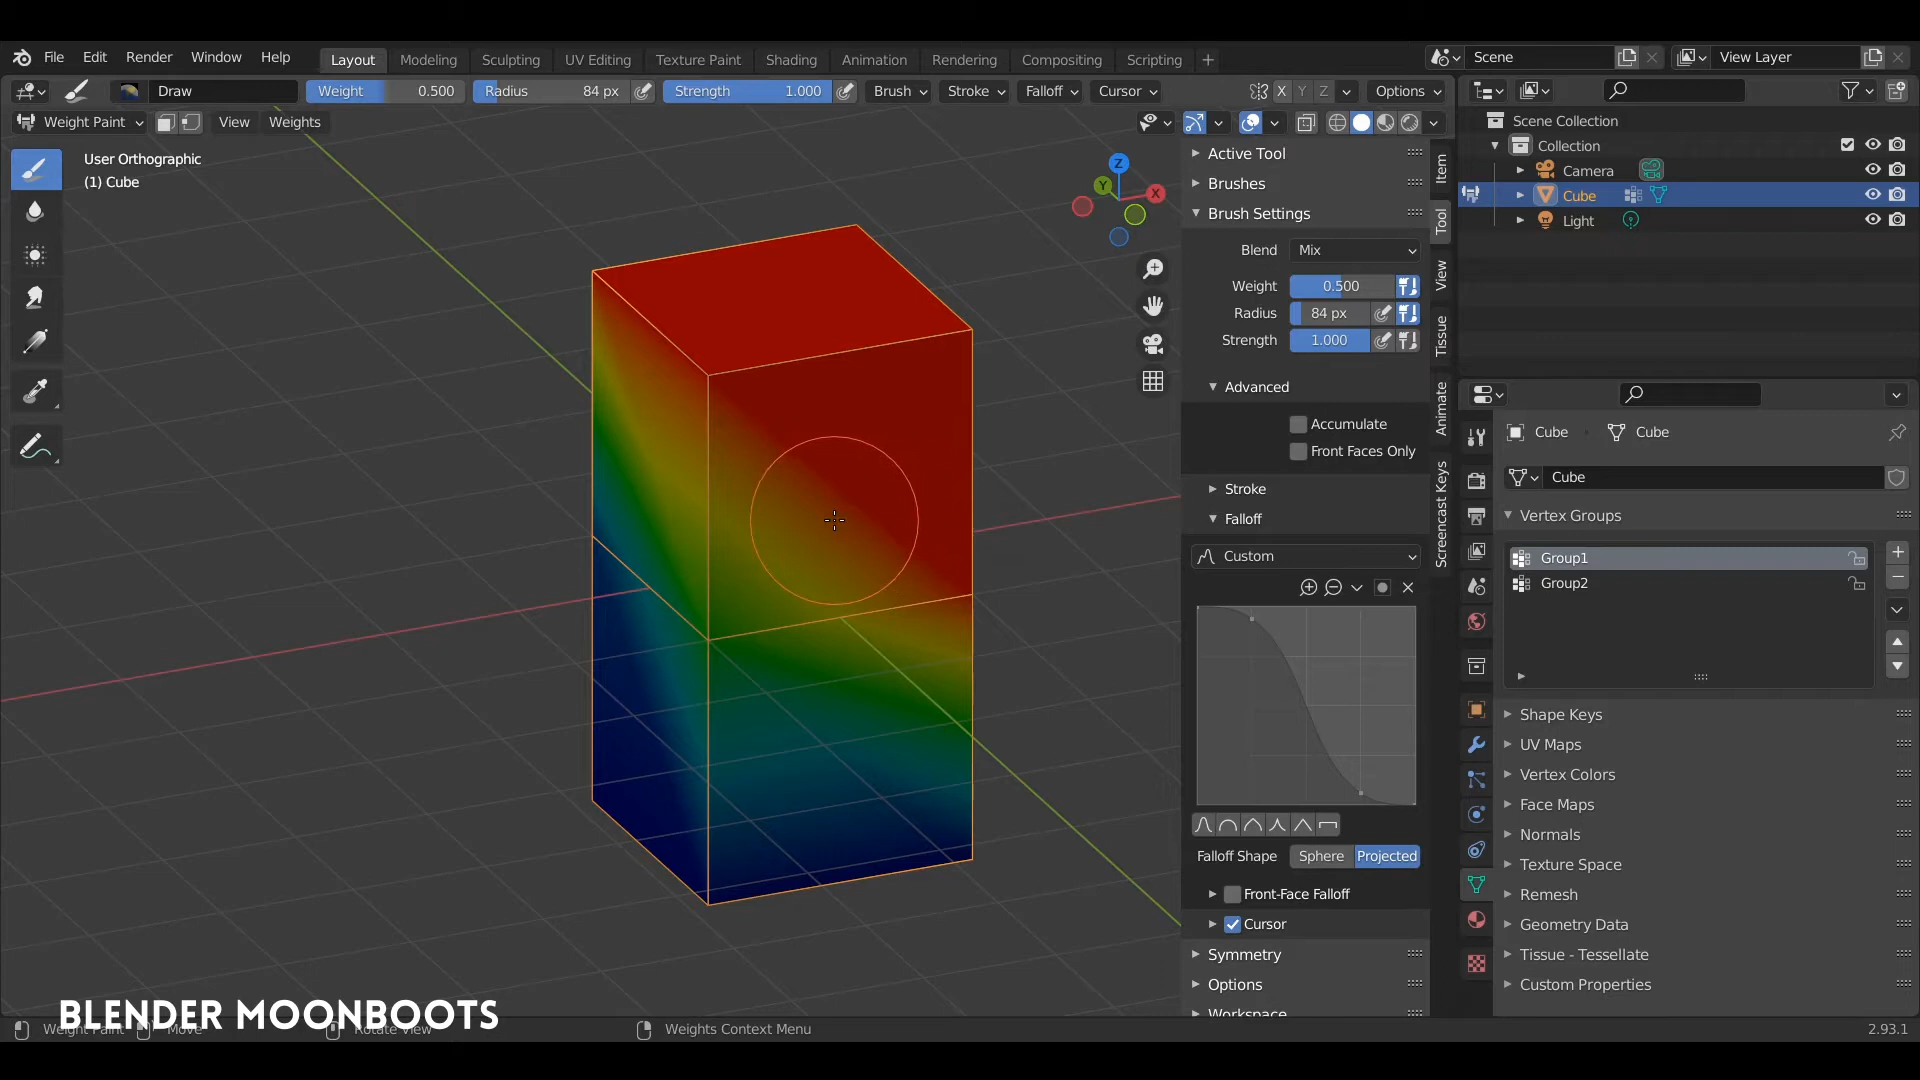 File Edit Render Window Help Layout Modeling Sculpting UV Editing Texture Paint Shading Animation Rendering Compositing Scripting + Scene View Layer
Draw Weight 0.500 Radius 84 px Strength 1.000 Brush Stroke Falloff Cursor X Y Z Options
Weight Paint View Weights
User Orthographic
(1) Cube
Z
Y
X
Active Tool
Brushes
Brush Settings
Blend Mix
Weight 0.500
Radius 84 px
Strength 1.000
Advanced
Accumulate
Front Faces Only
Stroke
Falloff
Custom
Falloff Shape Sphere Projected
Front-Face Falloff
Cursor
Symmetry
Options
Workspace
Item
Tool
View
Tissue
Animate
Screencast Keys
Scene Collection
Collection
Camera
Cube
Light
Cube Cube
Cube
Vertex Groups
Group1
Group2
Shape Keys
UV Maps
Vertex Colors
Face Maps
Normals
Texture Space
Remesh
Geometry Data
Tissue - Tessellate
Custom Properties
BLENDER MOONBOOTS
Weight Paint Move Rotate View Weights Context Menu 2.93.1